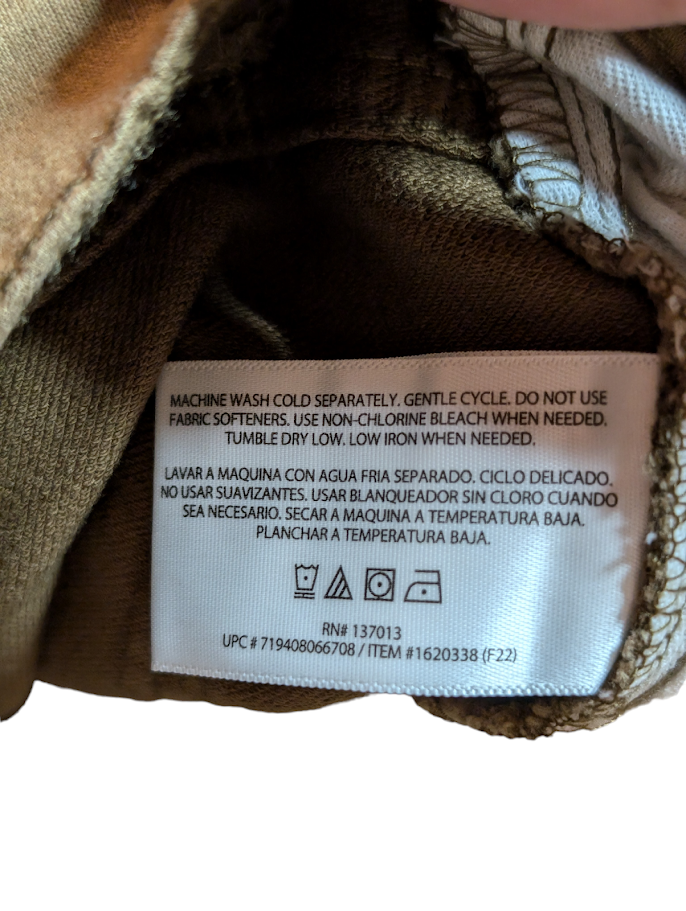 MACHINE WASH COLD SEPARATELY. GENTLE CYCLE. DO NOT USE
FABRIC SOFTENERS. USE NON-CHLORINE BLEACH WHEN NEEDED.
TUMBLE DRY LOW. LOW IRON WHEN NEEDED.
LAVAR A MAQUINA CON AGUA FRIA SEPARADO. CICLO DELICADO.
NO USAR SUAVIZANTES. USAR BLANQUEADOR SIN CLORO CUANDO
SEA NECESARIO. SECAR A MAQUINA A TEMPERATURA BAJA.
PLANCHAR A TEMPERATURA BAJA.
RN# 137013
UPC # 719408066708 / ITEM #1620338 (F22)